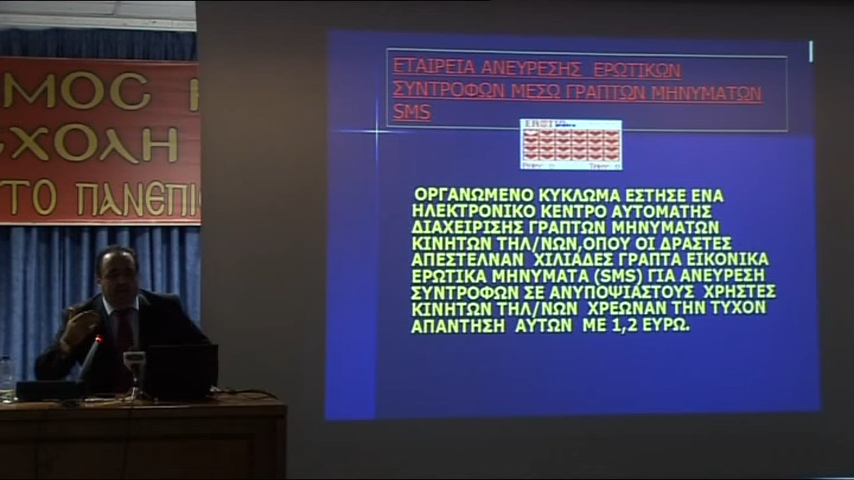 ΜΟΣ
ΣΧΟΛΗ
ΣΤΟ ΠΑΝΕΠΙ
ΕΤΑΙΡΕΙΑ ΑΝΕΥΡΕΣΗΣ ΕΡΩΤΙΚΩΝ
ΣΥΝΤΡΟΦΩΝ ΜΕΣΩ ΓΡΑΠΤΩΝ ΜΗΝΥΜΑΤΩΝ
SMS
ΟΡΓΑΝΩΜΕΝΟ ΚΥΚΛΩΜΑ ΕΣΤΗΣΕ ΕΝΑ
ΗΛΕΚΤΡΟΝΙΚΟ ΚΕΝΤΡΟ ΑΥΤΟΜΑΤΗΣ
ΔΙΑΧΕΙΡΙΣΗΣ ΓΡΑΠΤΩΝ ΜΗΝΥΜΑΤΩΝ
ΚΙΝΗΤΩΝ ΤΗΛ/ΝΩΝ,ΟΠΟΥ ΟΙ ΔΡΑΣΤΕΣ
ΑΠΕΣΤΕΛΝΑΝ ΧΙΛΙΑΔΕΣ ΓΡΑΠΤΑ ΕΙΚΟΝΙΚΑ
ΕΡΩΤΙΚΑ ΜΗΝΥΜΑΤΑ (SMS) ΓΙΑ ΑΝΕΥΡΕΣΗ
ΣΥΝΤΡΟΦΩΝ ΣΕ ΑΝΥΠΟΨΙΑΣΤΟΥΣ ΧΡΗΣΤΕΣ
ΚΙΝΗΤΩΝ ΤΗΛ/ΝΩΝ ΧΡΕΩΝΑΝ ΤΗΝ ΤΥΧΟΝ
ΑΠΑΝΤΗΣΗ ΑΥΤΩΝ ΜΕ 1,2 ΕΥΡΩ.